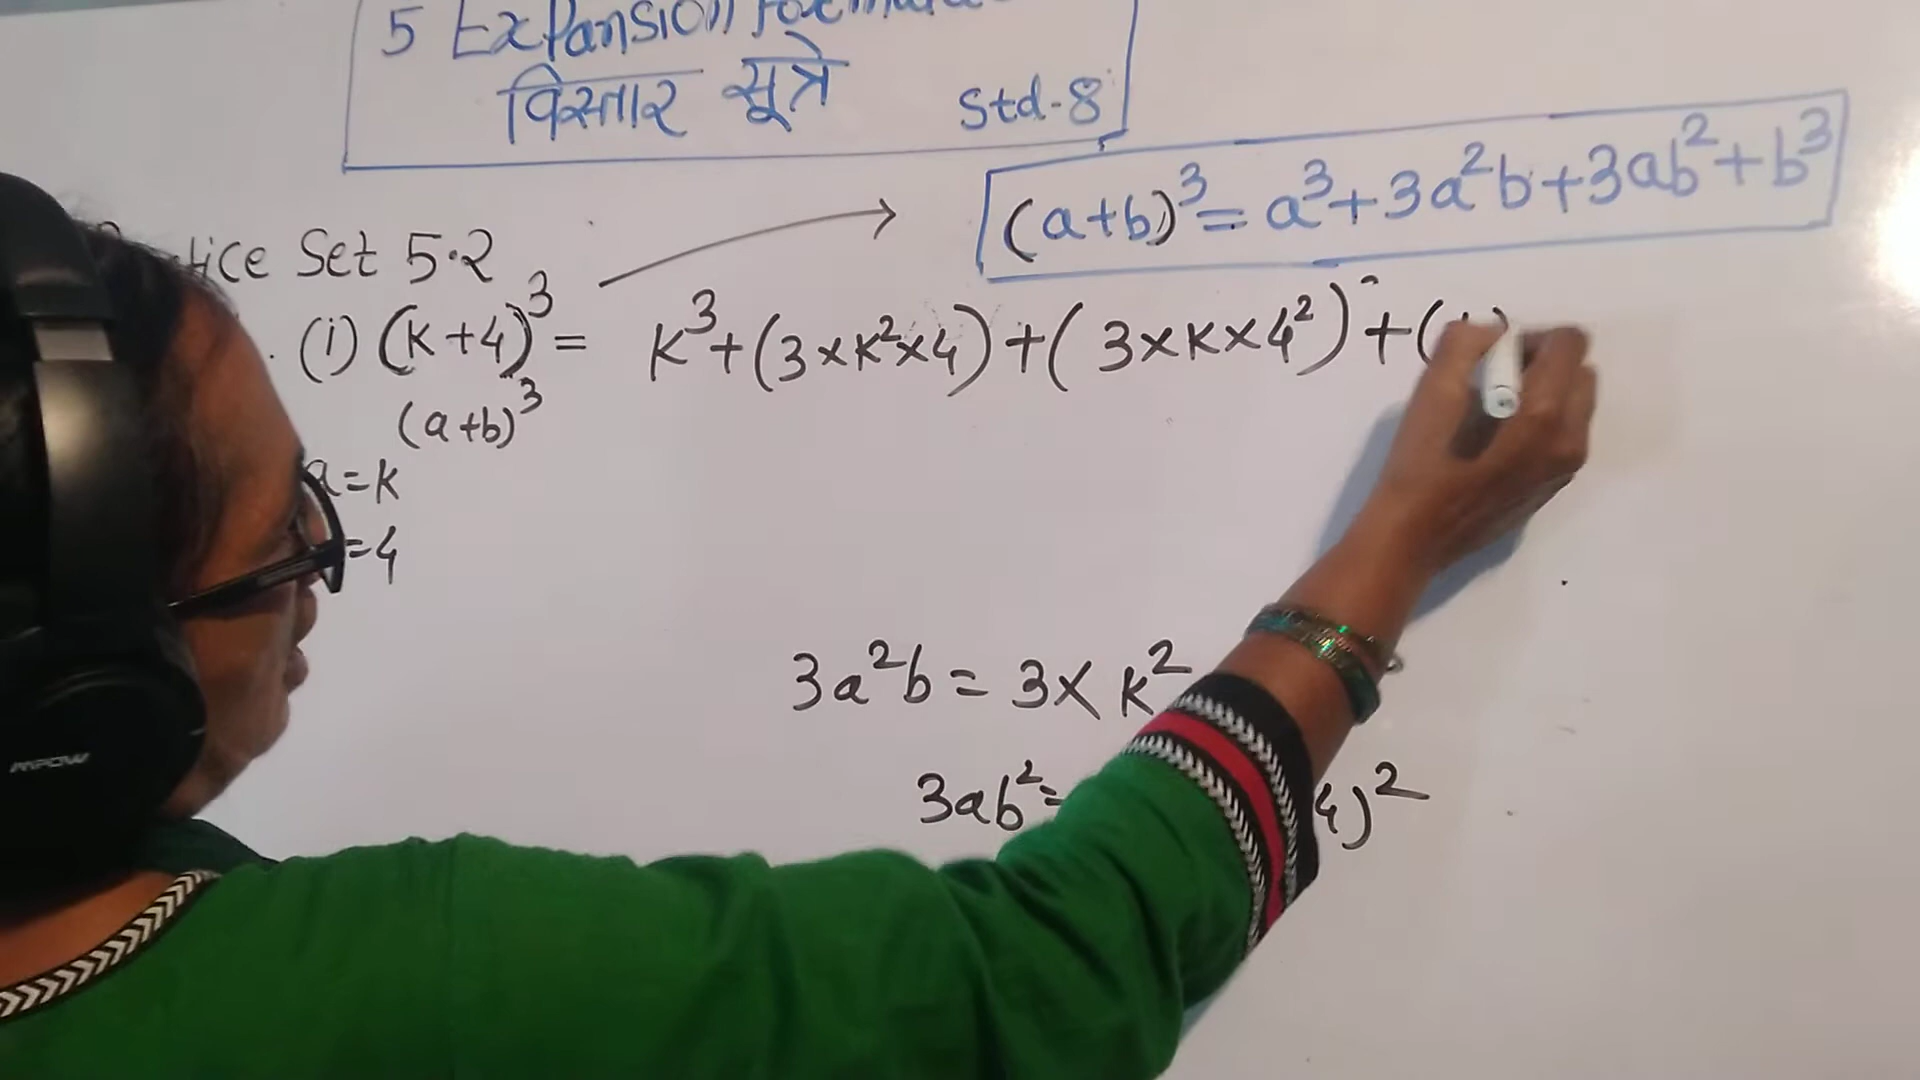 5 Expansion
विस्तार सूत्रे
Std-8
(a+b)³= a³+3a²b+3ab²+b³
Set 5.2
(i) (k+4)³= k³+(3×k²×4)+(3×k×4²)+(
(a+b)³
a=k
=4
3a²b= 3× k²
3ab²=
4)²
MPOW